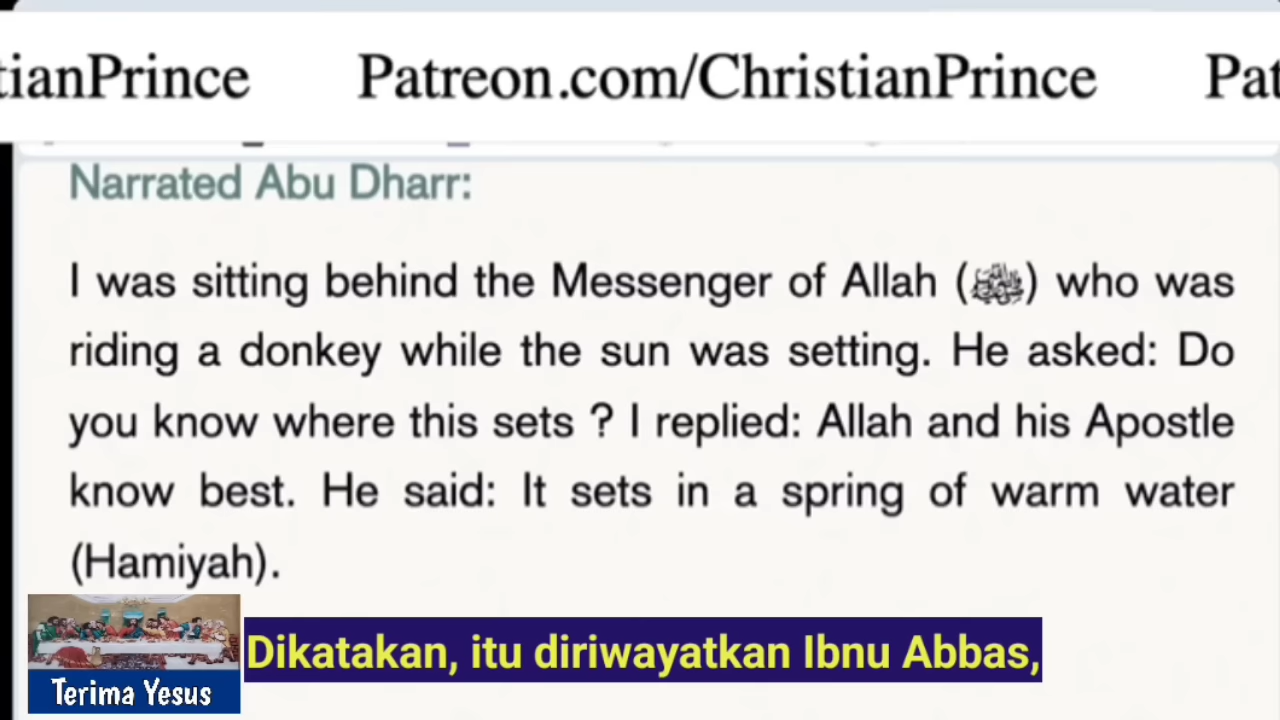 tianPrince Patreon.com/ChristianPrince Pat
Narrated Abu Dharr:
I was sitting behind the Messenger of Allah (ﷺ) who was
riding a donkey while the sun was setting. He asked: Do
you know where this sets ? I replied: Allah and his Apostle
know best. He said: It sets in a spring of warm water
(Hamiyah).
Dikatakan, itu diriwayatkan Ibnu Abbas,
Terima Yesus